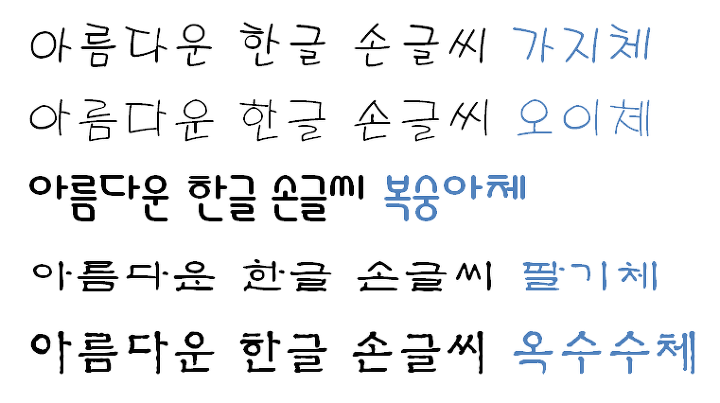 아름다운 한글 손글씨 가지체
아름다운 한글 손글씨 오이체
아름다운 한글 손글씨 복숭아체
아름다운 한글 손글씨 딸기체
아름다운 한글 손글씨 옥수수체